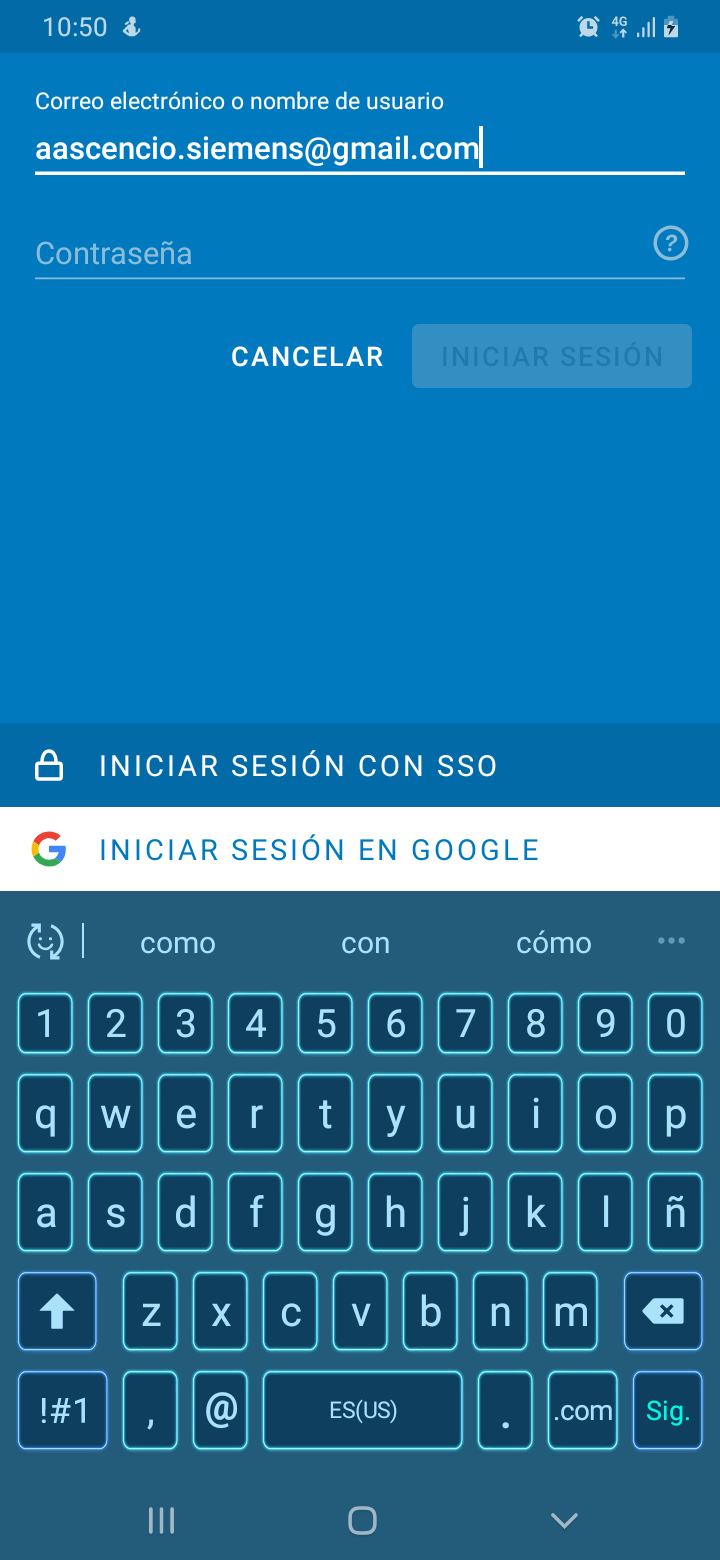 10:50
4G
Correo electrónico o nombre de usuario
aascencio.siemens@gmail.com
Contraseña
?
CANCELAR
INICIAR SESIÓN
INICIAR SESIÓN CON SSO
INICIAR SESIÓN EN GOOGLE
como con cómo
1 2 3 4 5 6 7 8 9 0
q w e r t y u i o p
a s d f g h j k l ñ
z x c v b n m
!#1 , @ ES(US) . .com Sig.